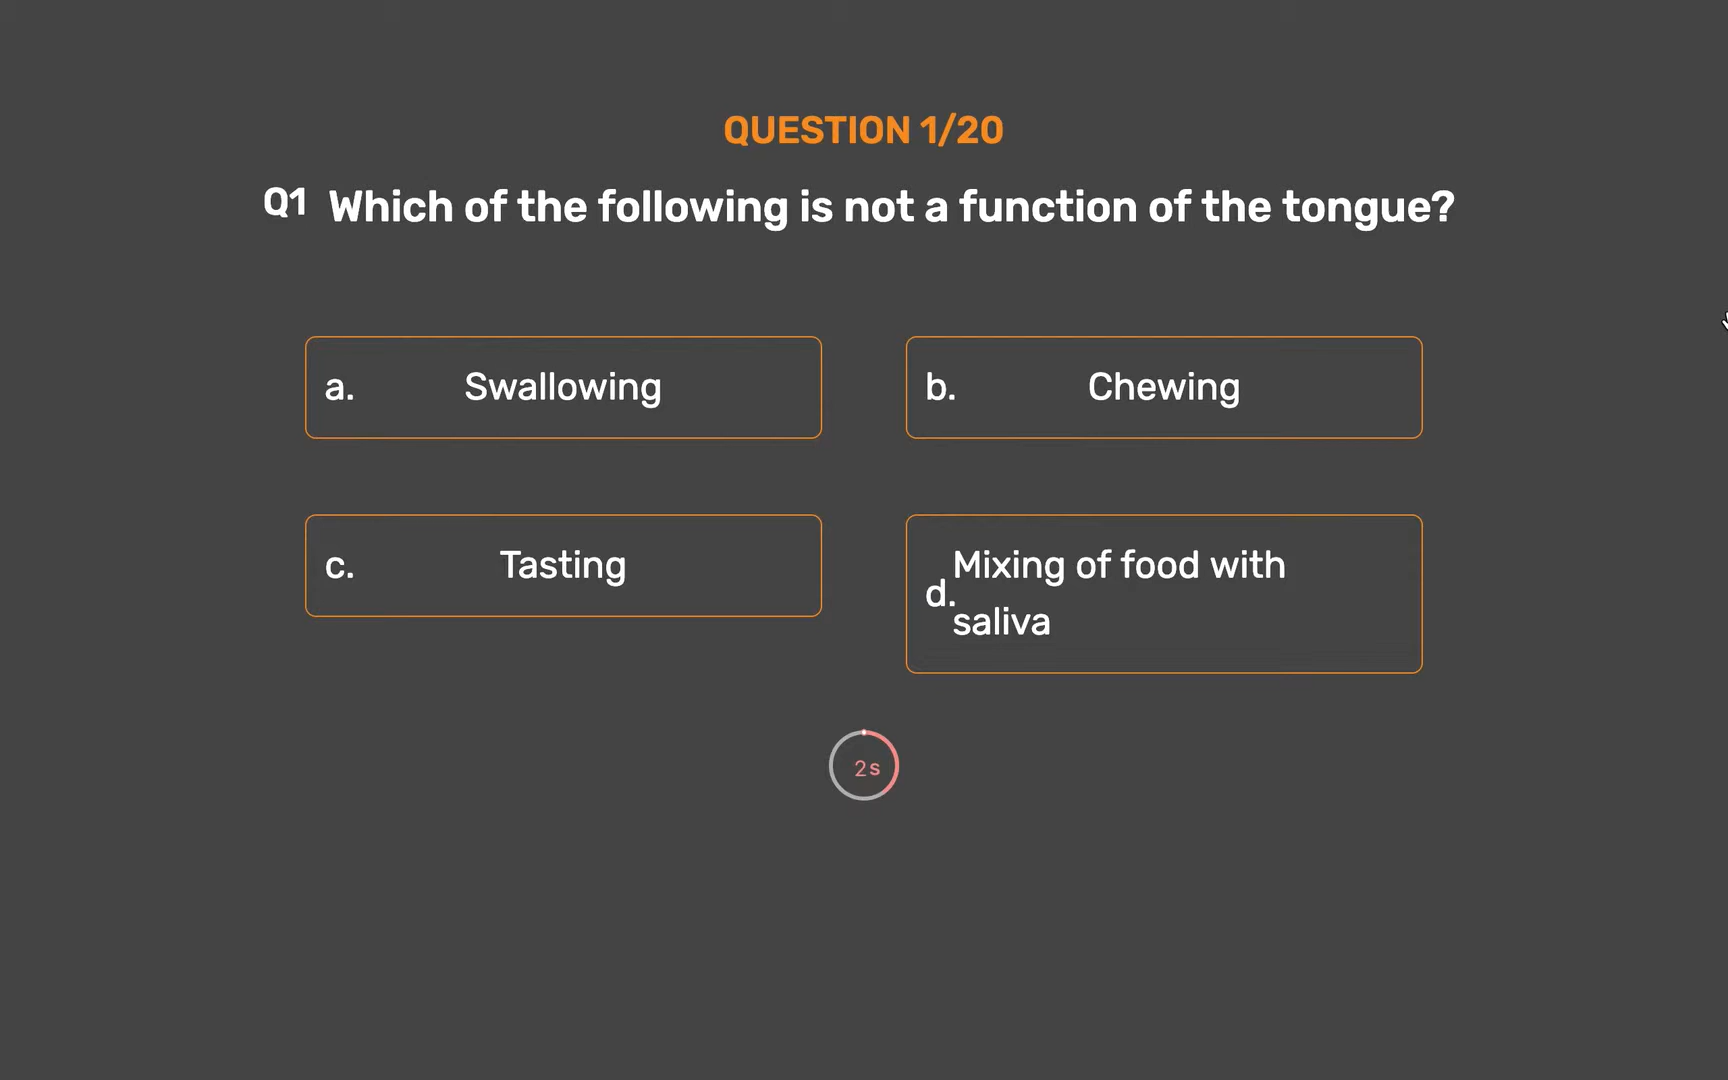 QUESTION 1/20
Q1 Which of the following is not a function of the tongue?
a. Swallowing
b. Chewing
c. Tasting
d. Mixing of food with
saliva
2s